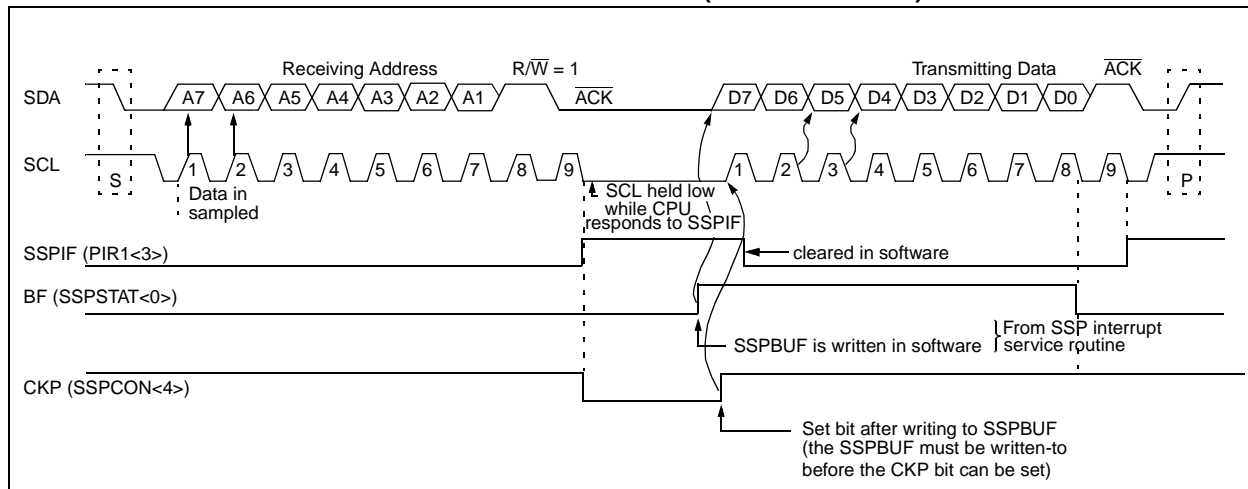 Receiving Address R/W = 1 Transmitting Data ACK
SDA A7 A6 A5 A4 A3 A2 A1 ACK D7 D6 D5 D4 D3 D2 D1 D0 P
SCL S 1 2 3 4 5 6 7 8 9 1 2 3 4 5 6 7 8 9
Data in
sampled
SCL held low
while CPU
responds to SSPIF
SSPIF (PIR1<3>)
cleared in software
BF (SSPSTAT<0>)
SSPBUF is written in software
From SSP interrupt
service routine
CKP (SSPCON<4>)
Set bit after writing to SSPBUF
(the SSPBUF must be written-to
before the CKP bit can be set)